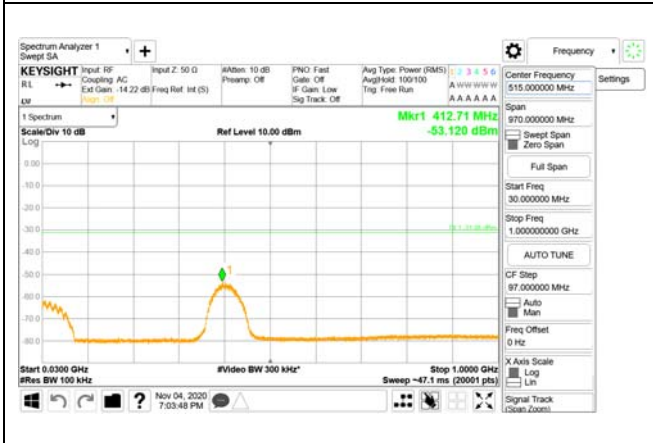 Spectrum Analyzer 1
Swept SA
+
Frequency
KEYSIGHT Input: RF Input Z: 50 Ω #Atten: 10 dB PNO: Fast Avg Type: Power (RMS) 1 2 3 4 5 6
RL Coupling: AC Preamp: Off Gate: Off Avg|Hold: 100/100 A W W W W W
Ext Gain: -14.22 dB Freq Ref: Int (S) IF Gain: Low Trig: Free Run
Align: Off Sig Track: Off A A A A A A
1 Spectrum
Mkr1 412.71 MHz
Scale/Div 10 dB Ref Level 10.00 dBm -53.120 dBm
Log
0.00
-10.0
-20.0
-30.0
-40.0
-50.0
1
-60.0
-70.0
-80.0
Start 0.0300 GHz #Video BW 300 kHz* Stop 1.0000 GHz
#Res BW 100 kHz Sweep ~47.1 ms (20001 pts)
? Nov 04, 2020
7:03:48 PM
Center Frequency
515.000000 MHz
Settings
Span
970.000000 MHz
Swept Span
Zero Span
Full Span
Start Freq
30.000000 MHz
Stop Freq
1.000000000 GHz
AUTO TUNE
CF Step
97.000000 MHz
Auto
Man
Freq Offset
0 Hz
X Axis Scale
Log
Lin
Signal Track
(Span Zoom)